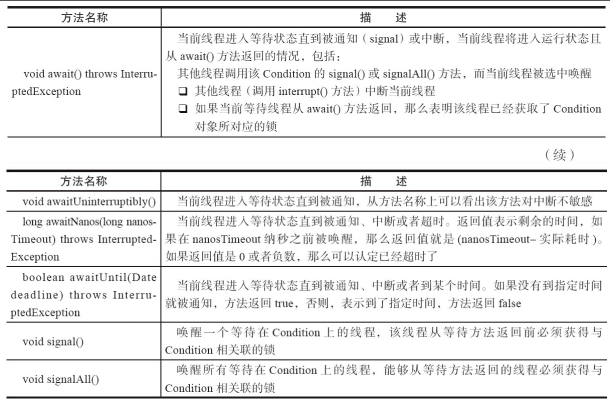 方法名称 描 述
void await() throws Interru-
ptedException
当前线程进入等待状态直到被通知（signal）或中断，当前线程将进入运行状态且
从 await() 方法返回的情况，包括：
其他线程调用该 Condition 的 signal() 或 signalAll() 方法，而当前线程被选中唤醒
❑ 其他线程（调用 interrupt() 方法）中断当前线程
❑ 如果当前等待线程从 await() 方法返回，那么表明该线程已经获取了 Condition
对象所对应的锁
（续）
方法名称 描 述
void awaitUninterruptibly()
当前线程进入等待状态直到被通知，从方法名称上可以看出该方法对中断不敏感
long awaitNanos(long nanos-
Timeout) throws Interrupted-
Exception
当前线程进入等待状态直到被通知、中断或者超时。返回值表示剩余的时间，如
果在 nanosTimeout 纳秒之前被唤醒，那么返回值就是 (nanosTimeout– 实际耗时 )。
如果返回值是 0 或者负数，那么可以认定已经超时了
boolean awaitUntil(Date
deadline) throws Interru-
ptedException
当前线程进入等待状态直到被通知、中断或者到某个时间。如果没有到指定时间
就被通知，方法返回 true，否则，表示到了指定时间，方法返回 false
void signal()
唤醒一个等待在 Condition 上的线程，该线程从等待方法返回前必须获得与
Condition 相关联的锁
void signalAll()
唤醒所有等待在 Condition 上的线程，能够从等待方法返回的线程必须获得与
Condition 相关联的锁